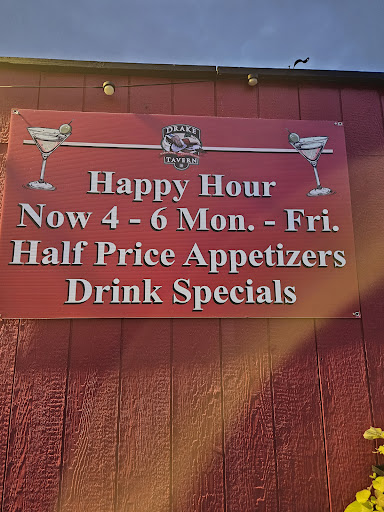 DRAKE
TAVERN
Happy Hour
Now 4 - 6 Mon. - Fri.
Half Price Appetizers
Drink Specials